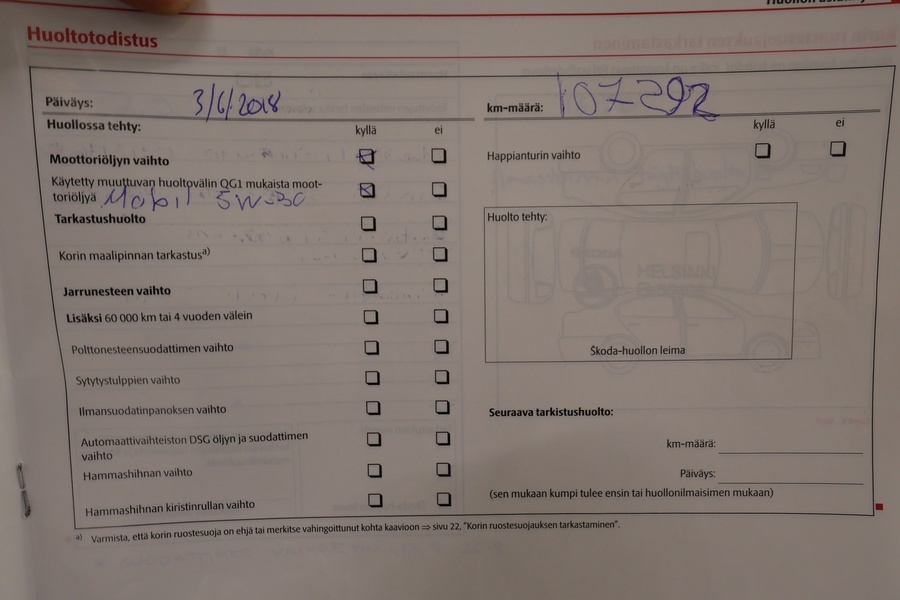 Huoltotodistus
Päiväys: 3/6/2018
km-määrä: 107292
Huollossa tehty:
kyllä ei
kyllä ei
Moottoriöljyn vaihto
Happianturin vaihto
Käytetty muuttuvan huoltovälin QG1 mukaista moot-
toriöljyä Mobil 5W-30
Tarkastushuolto
Huolto tehty:
Korin maalipinnan tarkastus a)
Jarrunesteen vaihto
Lisäksi 60 000 km tai 4 vuoden välein
Polttonesteensuodattimen vaihto
Skoda-huollon leima
Sytytystulppien vaihto
Ilmansuodatinpanoksen vaihto
Seuraava tarkistushuolto:
Automaattivaihteiston DSG öljyn ja suodattimen
vaihto
km-määrä:
Hammashihnan vaihto
Päiväys:
(sen mukaan kumpi tulee ensin tai huollonilmaisimen mukaan)
Hammashihnan kiristinrullan vaihto
a) Varmista, että korin ruostesuoja on ehjä tai merkitse vahingoittunut kohta kaavioon ⇒ sivu 22, "Korin ruostesuojauksen tarkastaminen".